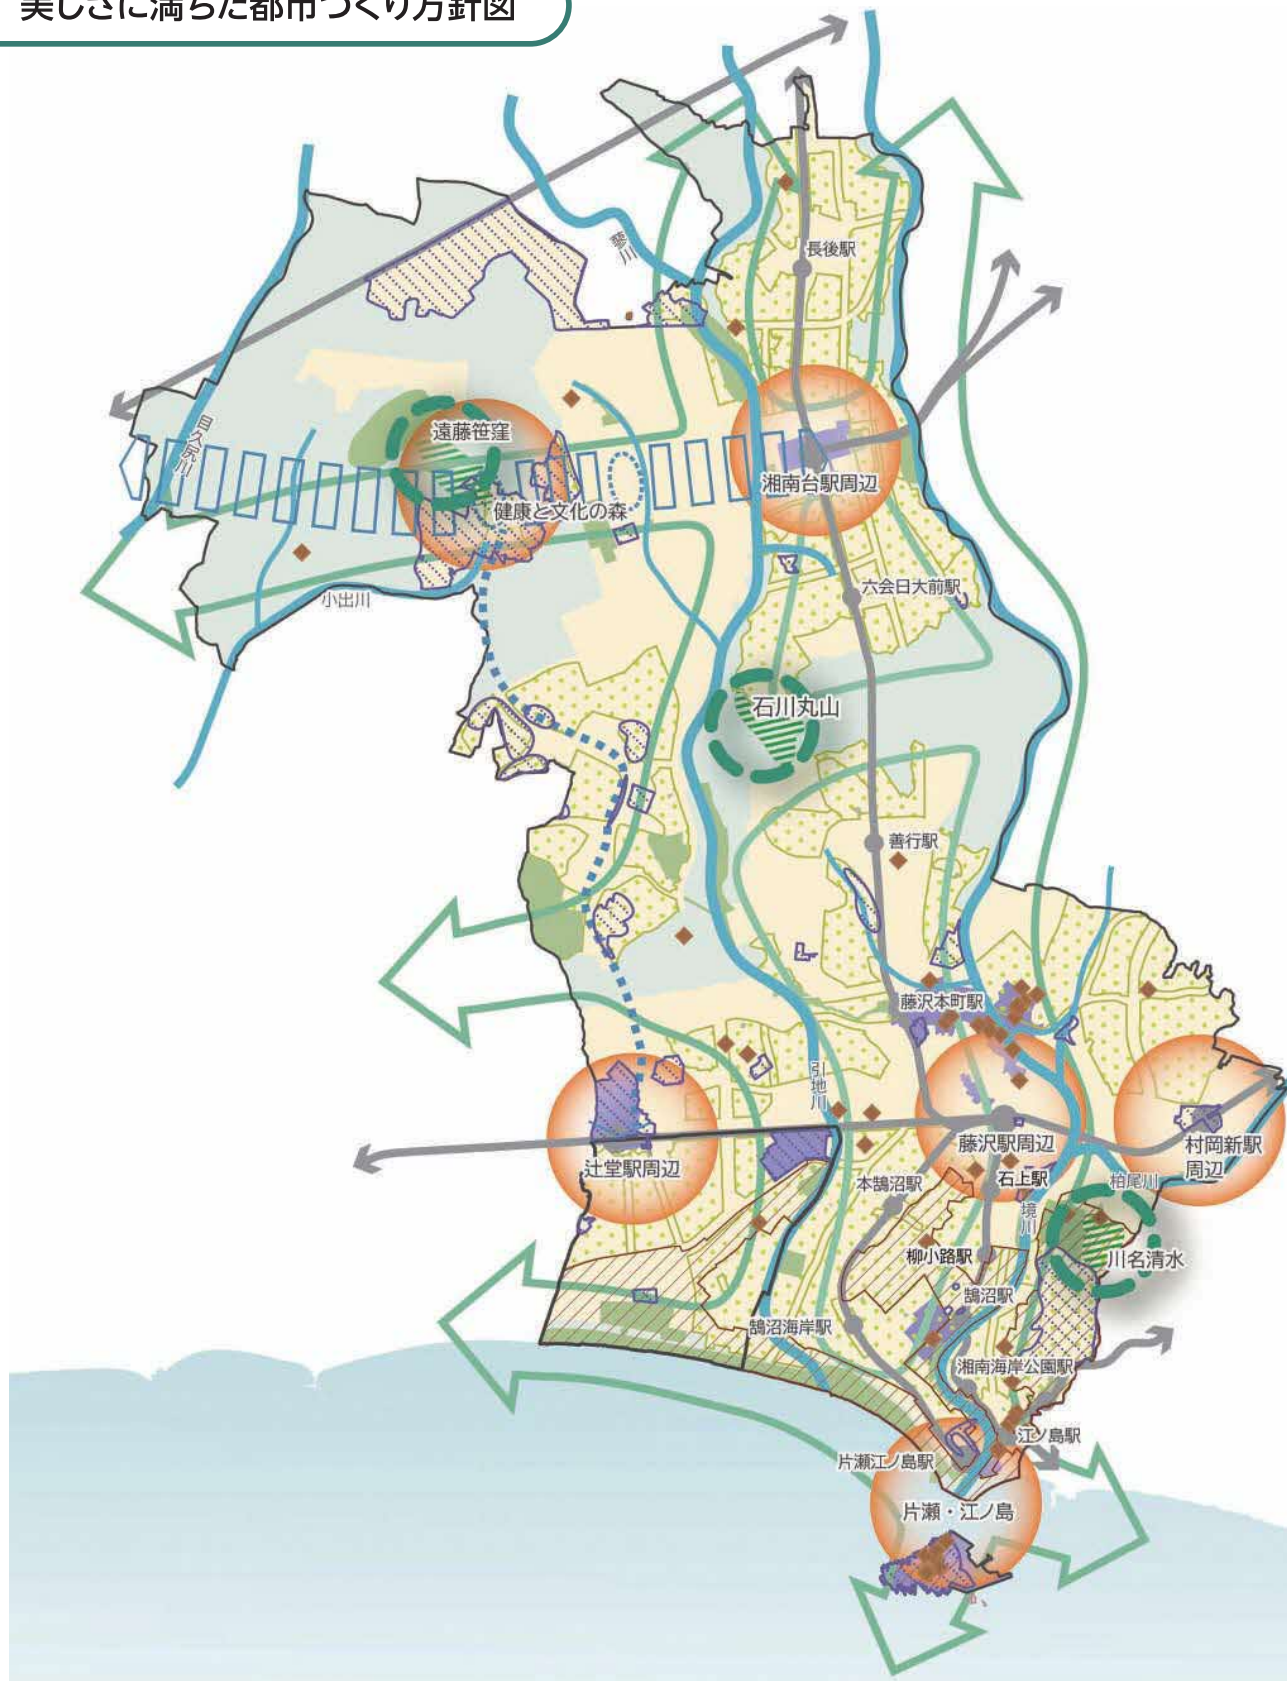 美しさに満ちた都市づくり方針図
長後駅
蓼川
目久尻川
遠藤笹窪
湘南台駅周辺
健康と文化の森
小出川
六会日大前駅
石川丸山
善行駅
藤沢本町駅
引地川
藤沢駅周辺
村岡新駅
周辺
辻堂駅周辺
本鵠沼駅
石上駅
柏尾川
境川
柳小路駅
川名清水
鵠沼駅
鵠沼海岸駅
湘南海岸公園駅
江ノ島駅
片瀬江ノ島駅
片瀬・江ノ島